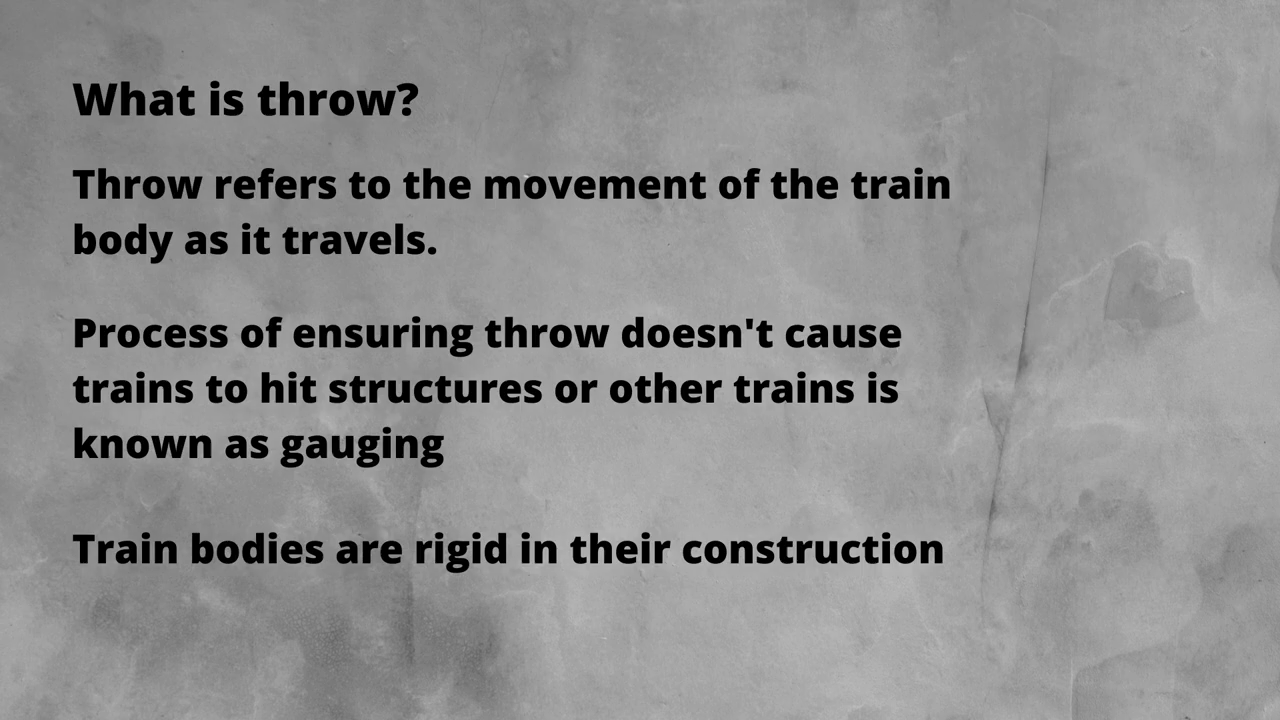 What is throw?
Throw refers to the movement of the train
body as it travels.
Process of ensuring throw doesn't cause
trains to hit structures or other trains is
known as gauging
Train bodies are rigid in their construction